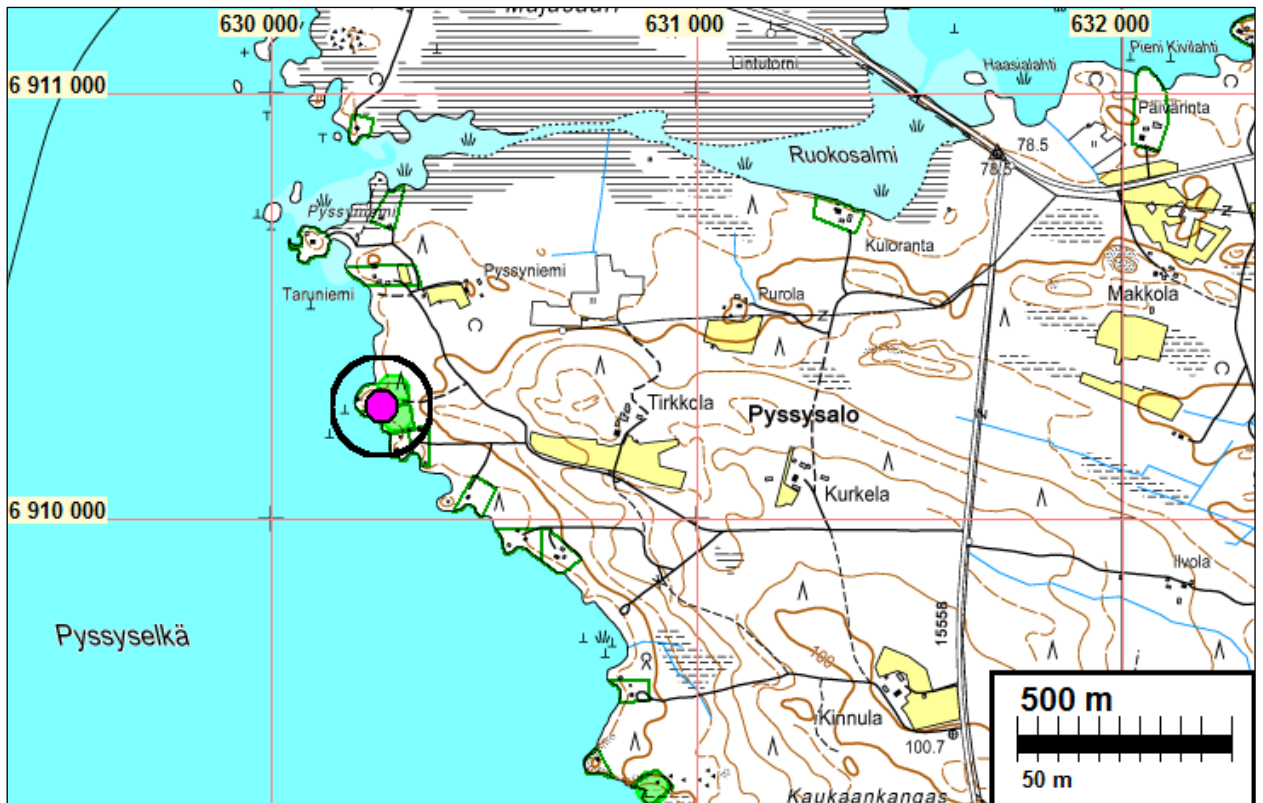 Majasaari
630 000
631 000
632 000
Pieni Kivilahti
Lintutorni
Haasialahti
6 911 000
Päivärinta
Ruokosalmi
78.5
78.5
Pyssyniemi
Kuloranta
Pyssyniemi
Taruniemi
Purola
Makkola
Tirkkola
Pyssysalo
Kurkela
6 910 000
Ilvola
Pyssyselkä
15558
100
Kinnula
100.7
Kaukaankangas
500 m
50 m